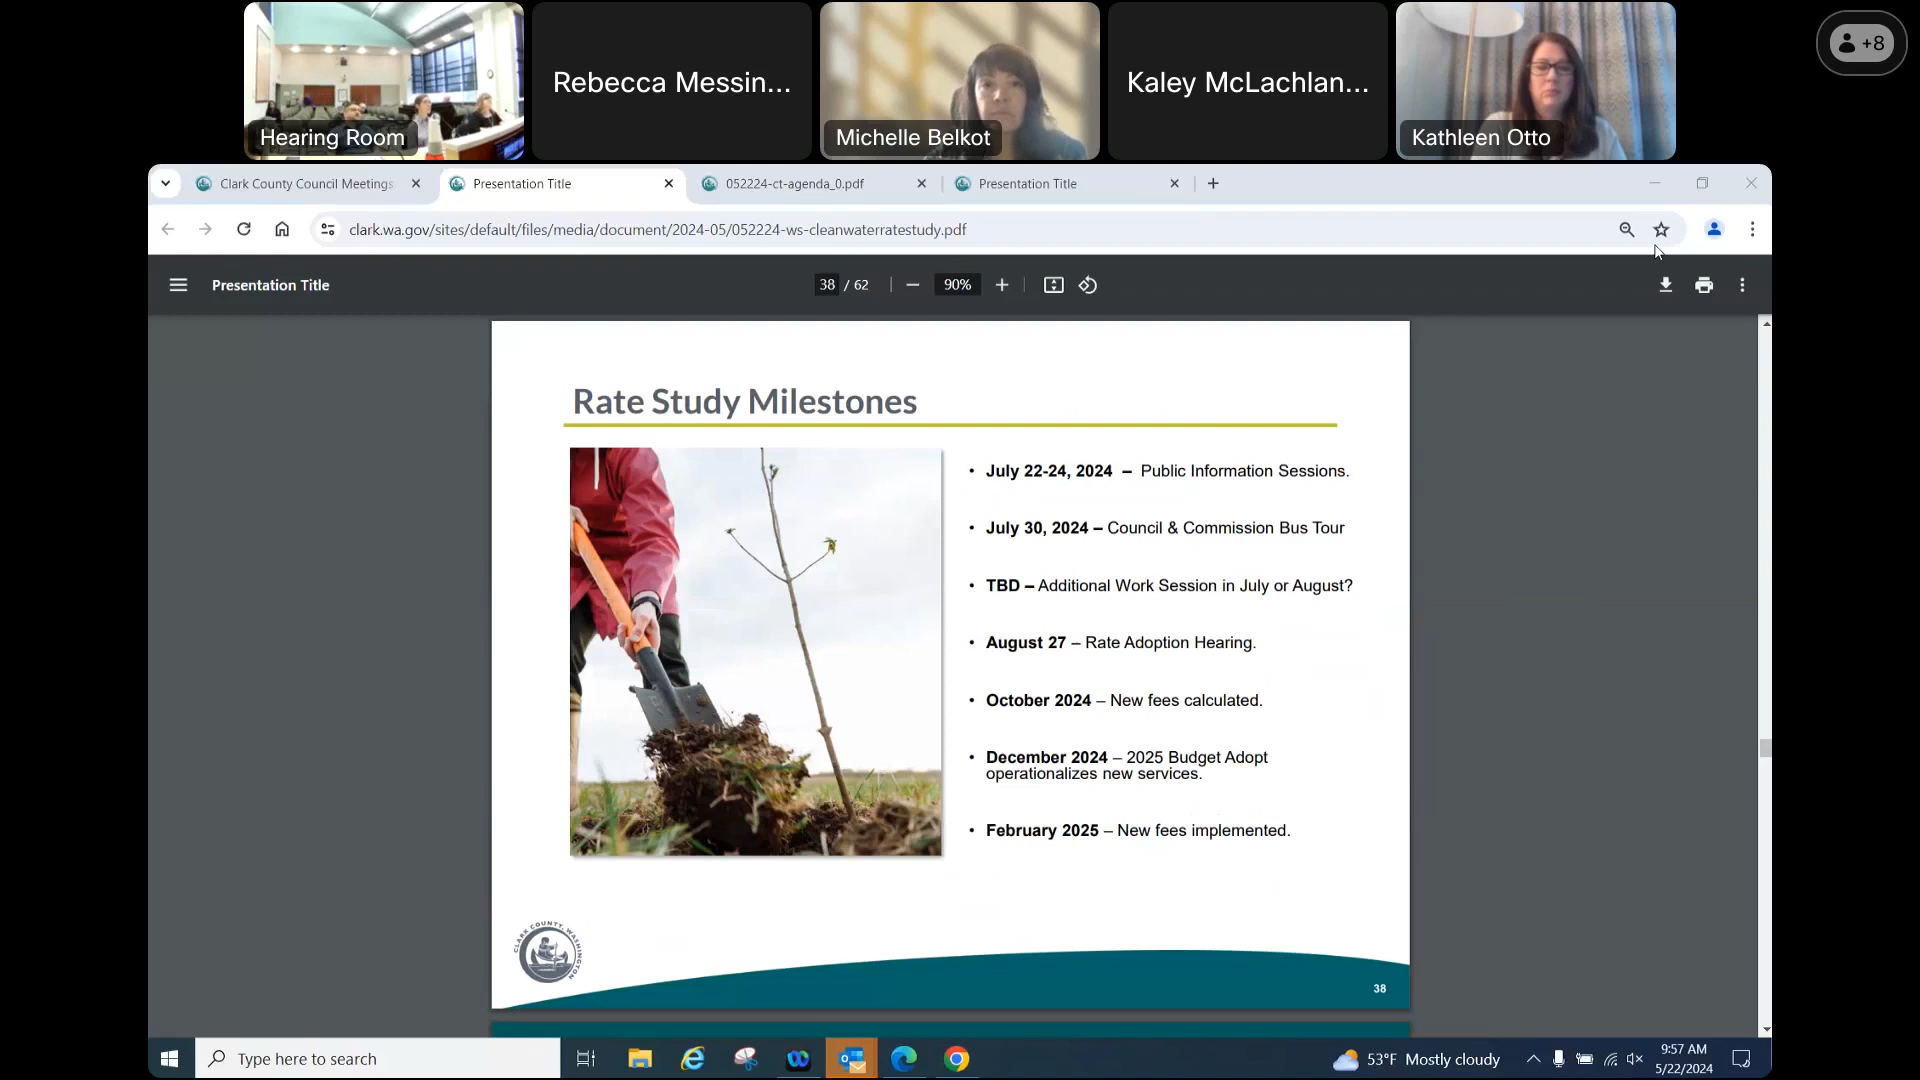 Hearing Room
Rebecca Messin...
Michelle Belkot
Kaley McLachlan...
Kathleen Otto
+8
Clark County Council Meetings
Presentation Title
052224-ct-agenda_0.pdf
Presentation Title
clark.wa.gov/sites/default/files/media/document/2024-05/052224-ws-cleanwaterratestudy.pdf
Presentation Title
38 / 62
90%
Rate Study Milestones
• July 22-24, 2024 – Public Information Sessions.
• July 30, 2024 – Council & Commission Bus Tour
• TBD – Additional Work Session in July or August?
• August 27 – Rate Adoption Hearing.
• October 2024 – New fees calculated.
• December 2024 – 2025 Budget Adopt
operationalizes new services.
• February 2025 – New fees implemented.
CLARK COUNTY, WASHINGTON
38
Type here to search
53°F Mostly cloudy
9:57 AM
5/22/2024